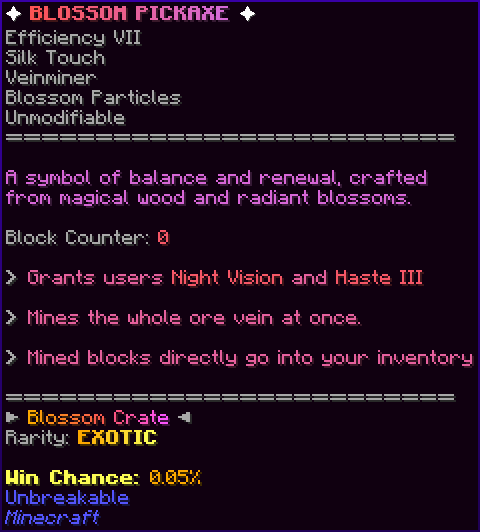 ✦ BLOSSOM PICKAXE ✦
Efficiency VII
Silk Touch
Veinminer
Blossom Particles
Unmodifiable
=========================
A symbol of balance and renewal, crafted
from magical wood and radiant blossoms.
Block Counter: 0
> Grants users Night Vision and Haste III
> Mines the whole ore vein at once.
> Mined blocks directly go into your inventory
=========================
► Blossom Crate ◄
Rarity: EXOTIC
Win Chance: 0.05%
Unbreakable
Minecraft